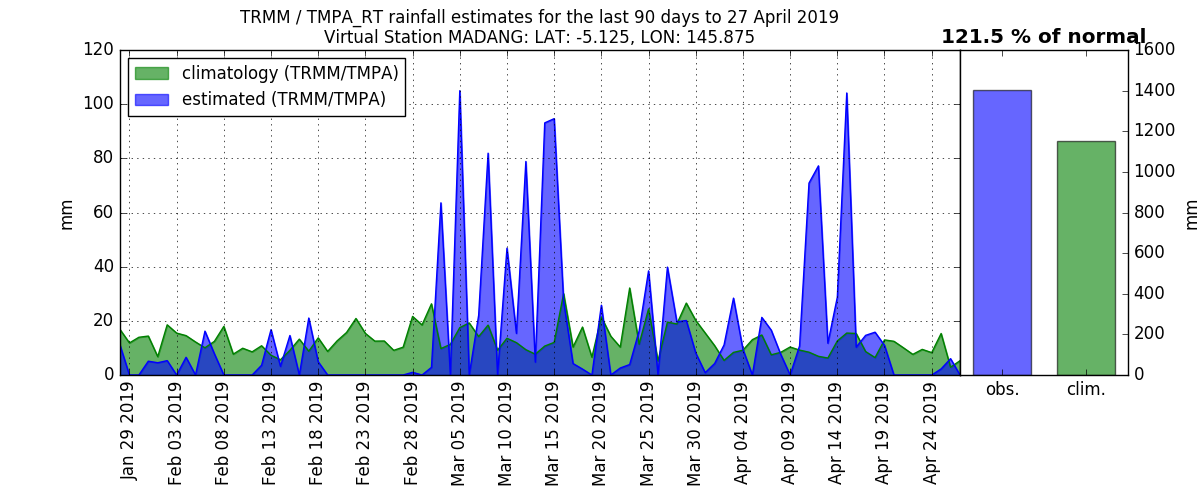 TRMM / TMPA_RT rainfall estimates for the last 90 days to 27 April 2019
Virtual Station MADANG: LAT: -5.125, LON: 145.875
121.5 % of normal
climatology (TRMM/TMPA)
estimated (TRMM/TMPA)
mm
120
100
80
60
40
20
0
1600
1400
1200
1000
800
600
400
200
0
mm
Jan 29 2019
Feb 03 2019
Feb 08 2019
Feb 13 2019
Feb 18 2019
Feb 23 2019
Feb 28 2019
Mar 05 2019
Mar 10 2019
Mar 15 2019
Mar 20 2019
Mar 25 2019
Mar 30 2019
Apr 04 2019
Apr 09 2019
Apr 14 2019
Apr 19 2019
Apr 24 2019
obs.
clim.